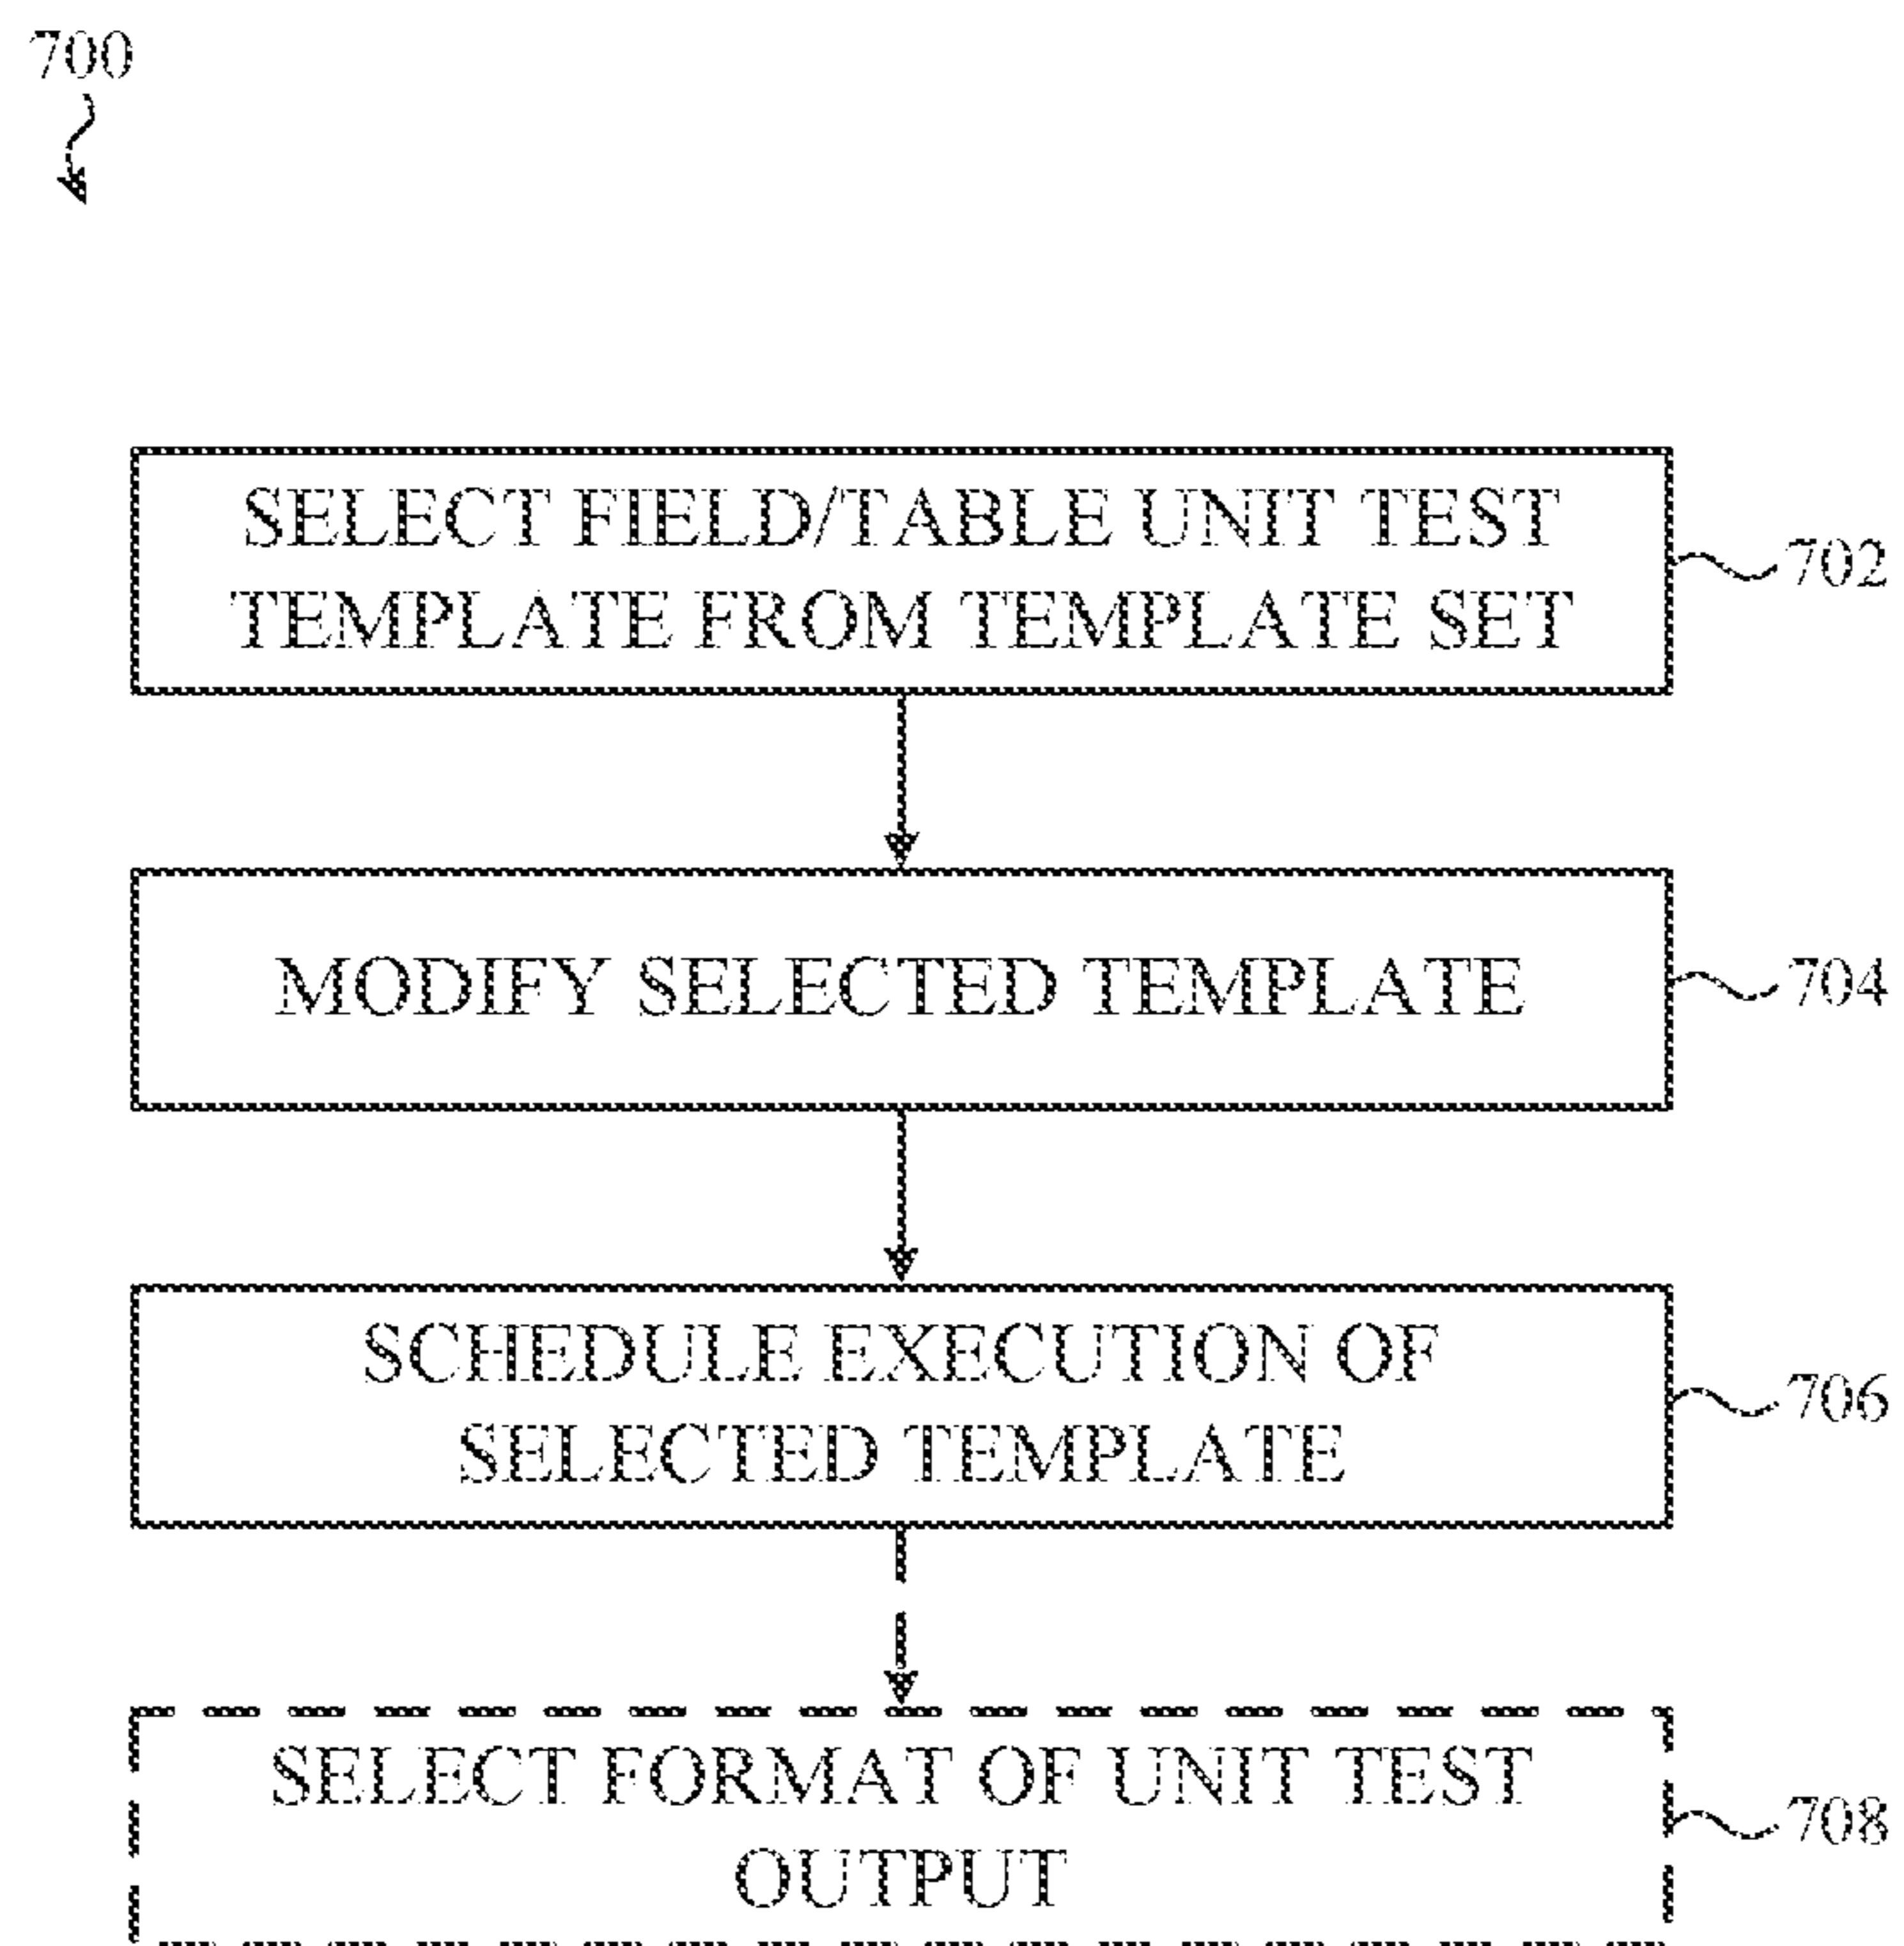 700
SELECT FIELD/TABLE UNIT TEST
TEMPLATE FROM TEMPLATE SET
702
MODIFY SELECTED TEMPLATE
704
SCHEDULE EXECUTION OF
SELECTED TEMPLATE
706
SELECT FORMAT OF UNIT TEST
OUTPUT
708